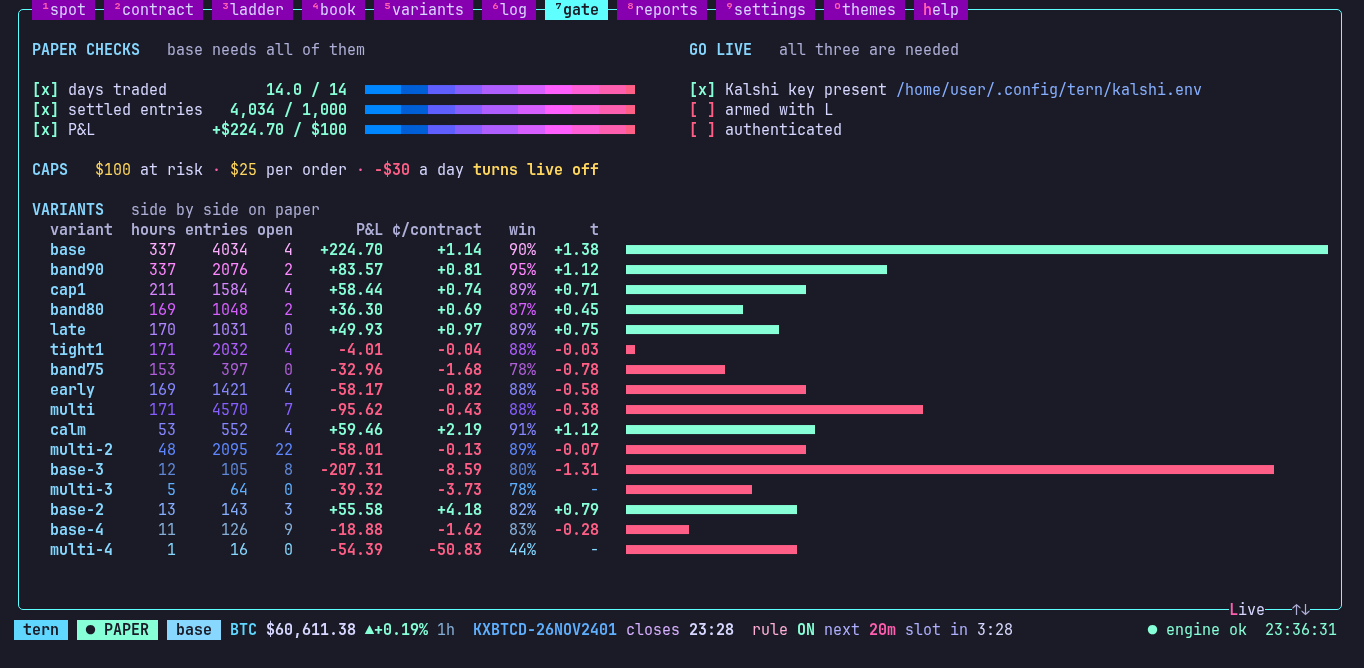 ¹spot ²contract ³ladder ⁴book ⁵variants ⁶log ⁷gate ⁸reports ⁹settings ⁰themes help
PAPER CHECKS base needs all of them
[x] days traded 14.0 / 14
[x] settled entries 4,034 / 1,000
[x] P&L +$224.70 / $100
GO LIVE all three are needed
[x] Kalshi key present /home/user/.config/tern/kalshi.env
[ ] armed with L
[ ] authenticated
CAPS $100 at risk · $25 per order · -$30 a day turns live off
VARIANTS side by side on paper
variant hours entries open P&L ¢/contract win t
base 337 4034 4 +224.70 +1.14 90% +1.38
band90 337 2076 2 +83.57 +0.81 95% +1.12
cap1 211 1584 4 +58.44 +0.74 89% +0.71
band80 169 1048 2 +36.30 +0.69 87% +0.45
late 170 1031 0 +49.93 +0.97 89% +0.75
tight1 171 2032 4 -4.01 -0.04 88% -0.03
band75 153 397 0 -32.96 -1.68 78% -0.78
early 169 1421 4 -58.17 -0.82 88% -0.58
multi 171 4570 7 -95.62 -0.43 88% -0.38
calm 53 552 4 +59.46 +2.19 91% +1.12
multi-2 48 2095 22 -58.01 -0.13 89% -0.07
base-3 12 105 8 -207.31 -8.59 80% -1.31
multi-3 5 64 0 -39.32 -3.73 78% -
base-2 13 143 3 +55.58 +4.18 82% +0.79
base-4 11 126 9 -18.88 -1.62 83% -0.28
multi-4 1 16 0 -54.39 -50.83 44% -
Live ↑↓
tern ● PAPER base BTC $60,611.38 ▲+0.19% 1h KXBTCD-26NOV2401 closes 23:28 rule ON next 20m slot in 3:28 ● engine ok 23:36:31